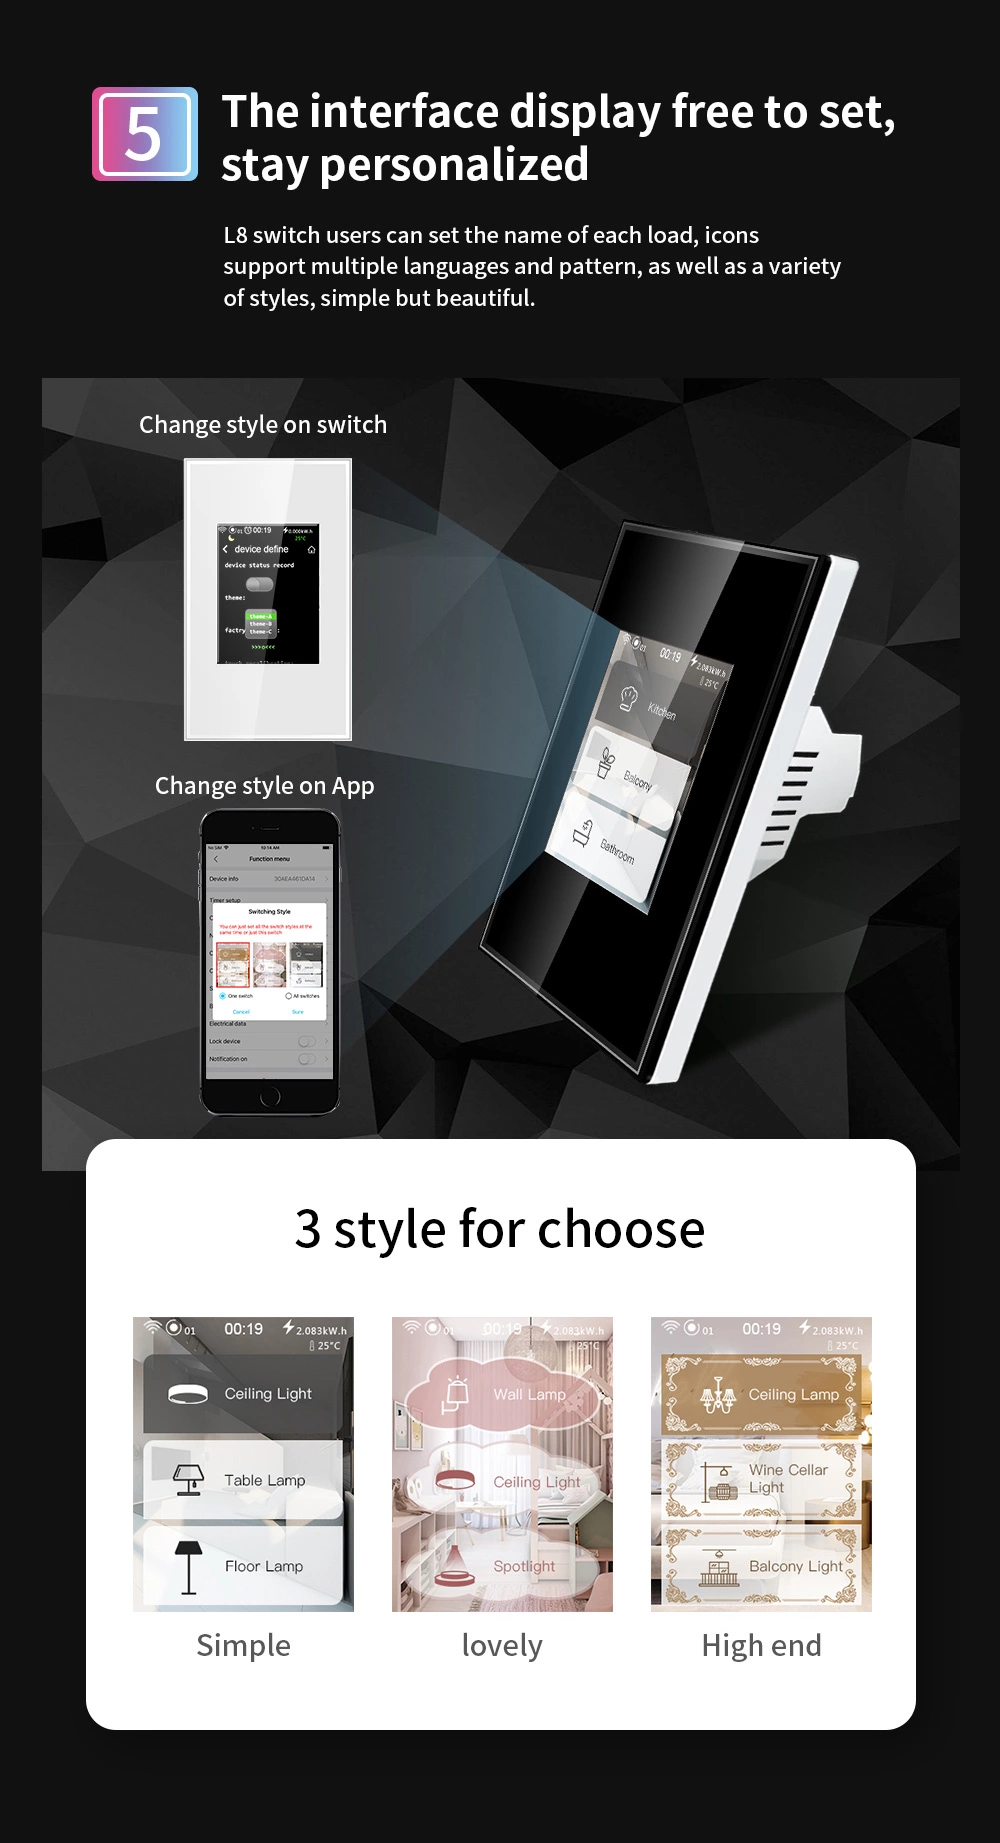 5
The interface display free to set,
stay personalized
L8 switch users can set the name of each load, icons
support multiple languages and pattern, as well as a variety
of styles, simple but beautiful.
Change style on switch
01 00:19 0.000kW.h
25°C
device define
device status record
theme:
theme-A
theme-B
theme-C
factry :
>>>○<<<
01 00:19 2.083kW.h
25°C
Kitchen
Balcony
Bathroom
Change style on App
No SIM 10:14 AM
Function menu
Device info 30AEA461DA14
Timer setup
Switching Style
You can just set all the switch styles at the
same time or just this switch
One switch All switches
Cancel Sure
Electrical data
Lock device
Notification on
3 style for choose
01 00:19 2.083kW.h
25°C
Ceiling Light
Table Lamp
Floor Lamp
Simple
01 00:19 2.083kW.h
25°C
Wall Lamp
Ceiling Light
Spotlight
lovely
01 00:19 2.083kW.h
25°C
Ceiling Lamp
Wine Cellar
Light
Balcony Light
High end